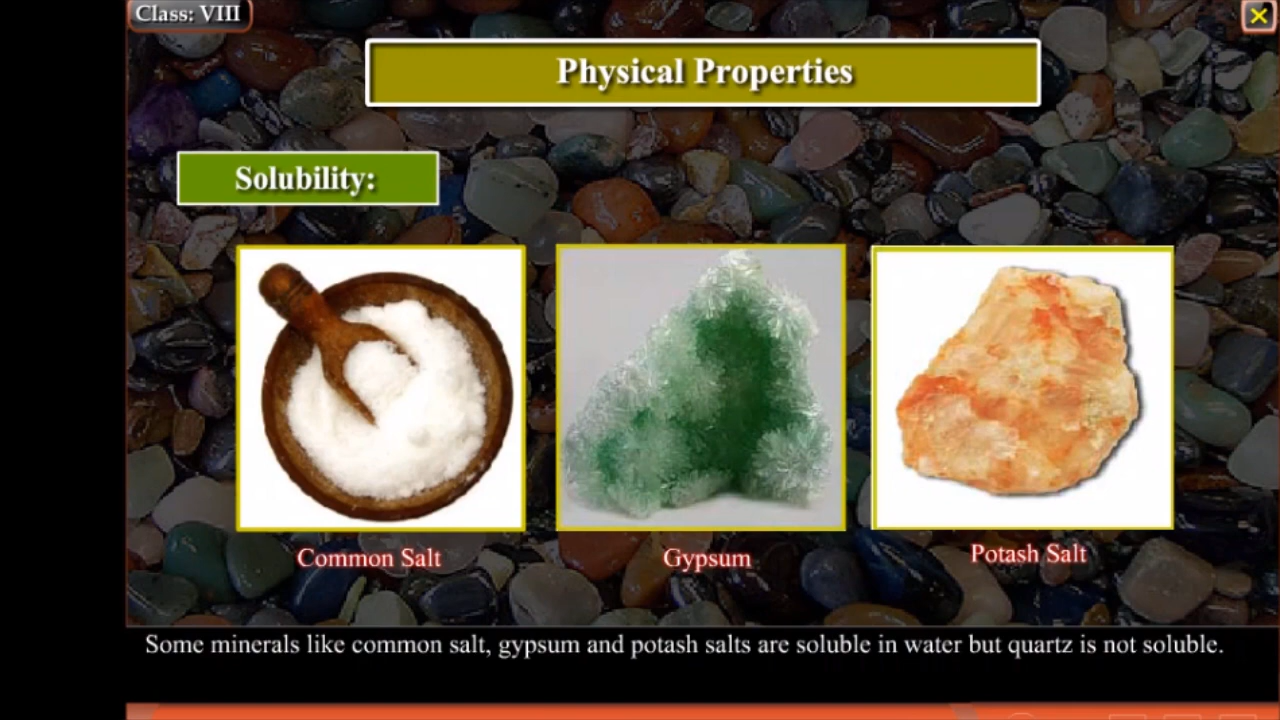 Class: VIII
Physical Properties
Solubility:
Common Salt
Gypsum
Potash Salt
Some minerals like common salt, gypsum and potash salts are soluble in water but quartz is not soluble.